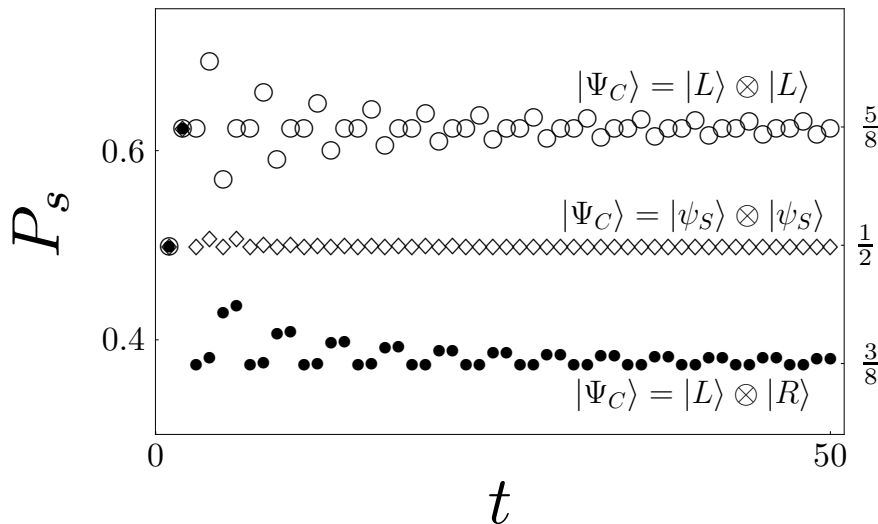 |Ψ_C⟩ = |L⟩ ⊗ |L⟩
5/8
0.6
P_s
|Ψ_C⟩ = |ψ_S⟩ ⊗ |ψ_S⟩
1/2
0.4
3/8
|Ψ_C⟩ = |L⟩ ⊗ |R⟩
0
50
t